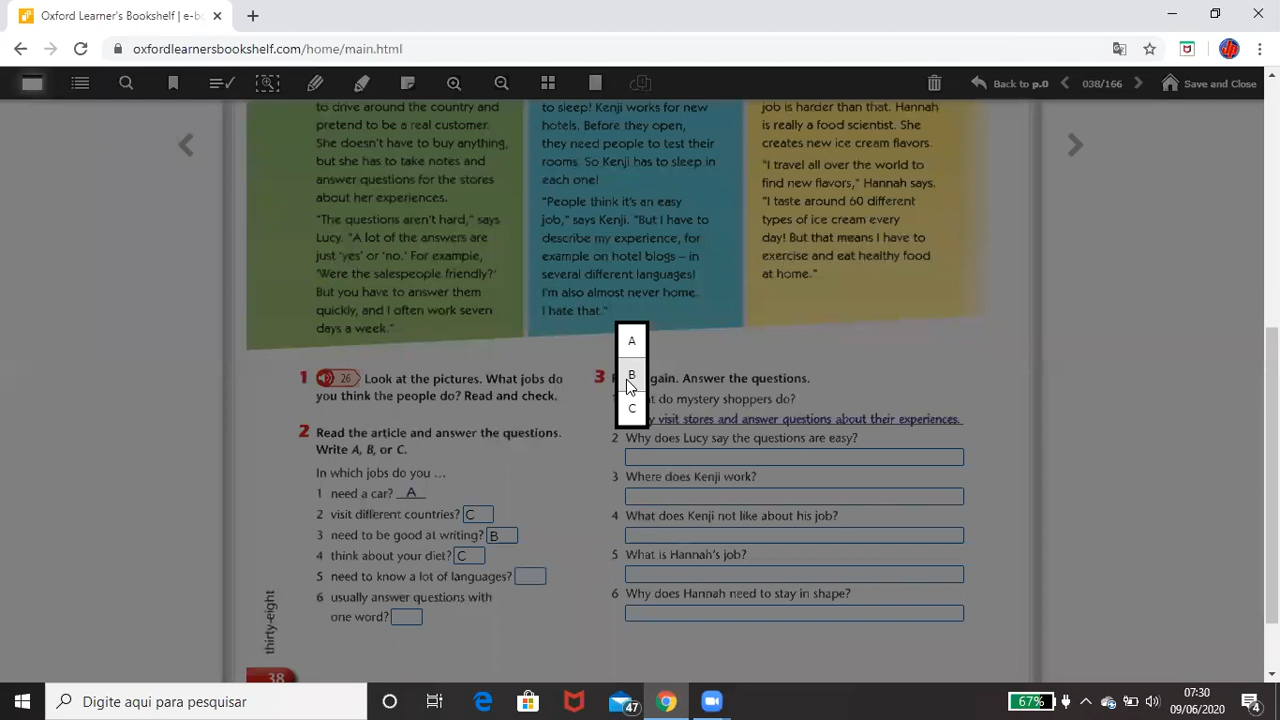 Oxford Learner's Bookshelf | e-bo
oxfordlearnersbookshelf.com/home/main.html
Back to p.0
038/166
Save and Close
to drive around the country and
pretend to be a real customer.
She doesn't have to buy anything,
but she has to take notes and
answer questions for the stores
about her experiences.
"The questions aren't hard," says
Lucy. "A lot of the answers are
just 'yes' or 'no.' For example,
'Were the salespeople friendly?'
But you have to answer them
quickly, and I often work seven
days a week."
to sleep! Kenji works for new
hotels. Before they open,
they need people to test their
rooms. So Kenji has to sleep in
each one!
"People think it's an easy
job," says Kenji. "But I have to
describe my experience, for
example on hotel blogs – in
several different languages!
I'm also almost never home.
I hate that."
job is harder than that. Hannah
is really a food scientist. She
creates new ice cream flavors.
"I travel all over the world to
find new flavors," Hannah says.
"I taste around 60 different
types of ice cream every
day! But that means I have to
exercise and eat healthy food
at home."
A
B
C
1 26 Look at the pictures. What jobs do
you think the people do? Read and check.
2 Read the article and answer the questions.
Write A, B, or C.
In which jobs do you ...
1 need a car? A
2 visit different countries? C
3 need to be good at writing? B
4 think about your diet? C
5 need to know a lot of languages?
6 usually answer questions with
one word?
3 again. Answer the questions.
do mystery shoppers do?
visit stores and answer questions about their experiences.
2 Why does Lucy say the questions are easy?
3 Where does Kenji work?
4 What does Kenji not like about his job?
5 What is Hannah's job?
6 Why does Hannah need to stay in shape?
thirty-eight
38
Digite aqui para pesquisar
47
67%
07:30
09/06/2020
4